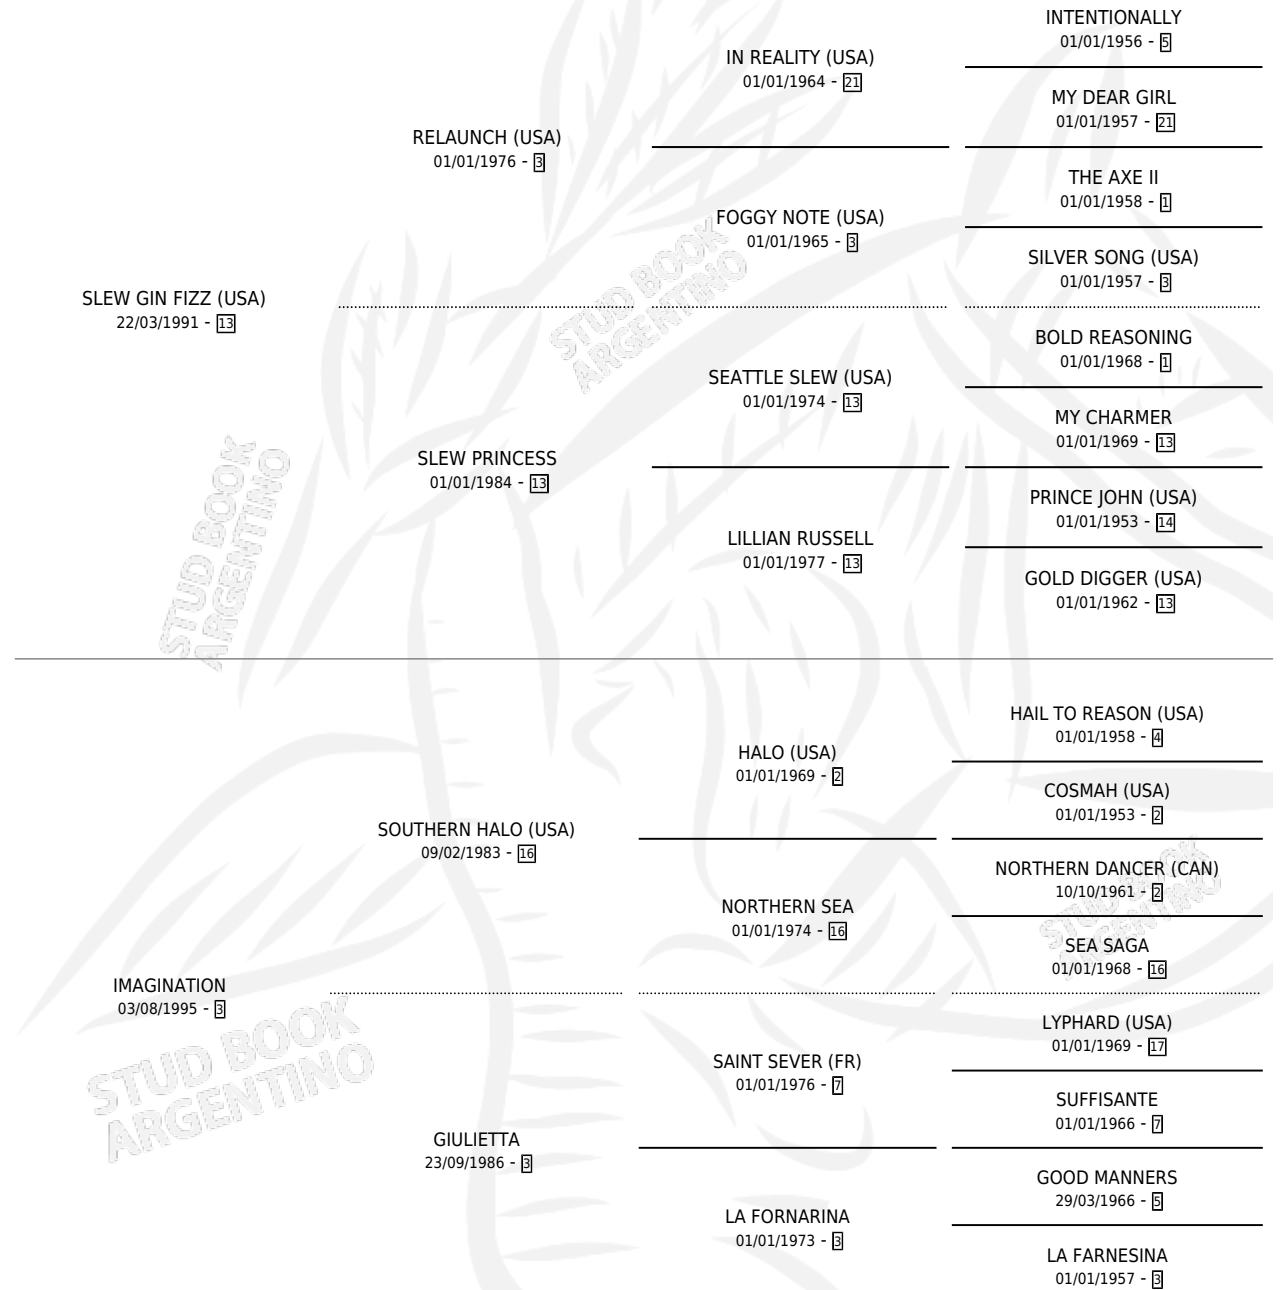 INTENTIONALLY
01/01/1956 - 5
IN REALITY (USA)
01/01/1964 - 21
MY DEAR GIRL
01/01/1957 - 21
RELAUNCH (USA)
01/01/1976 - 3
THE AXE II
01/01/1958 - 1
FOGGY NOTE (USA)
01/01/1965 - 3
SILVER SONG (USA)
01/01/1957 - 3
SLEW GIN FIZZ (USA)
22/03/1991 - 13
BOLD REASONING
01/01/1968 - 1
SEATTLE SLEW (USA)
01/01/1974 - 13
MY CHARMER
01/01/1969 - 13
SLEW PRINCESS
01/01/1984 - 13
PRINCE JOHN (USA)
01/01/1953 - 14
LILLIAN RUSSELL
01/01/1977 - 13
GOLD DIGGER (USA)
01/01/1962 - 13
HAIL TO REASON (USA)
01/01/1958 - 4
HALO (USA)
01/01/1969 - 2
COSMAH (USA)
01/01/1953 - 2
SOUTHERN HALO (USA)
09/02/1983 - 16
NORTHERN DANCER (CAN)
10/10/1961 - 2
NORTHERN SEA
01/01/1974 - 16
SEA SAGA
01/01/1968 - 16
IMAGINATION
03/08/1995 - 3
LYPHARD (USA)
01/01/1969 - 17
SAINT SEVER (FR)
01/01/1976 - 7
SUFFISANTE
01/01/1966 - 7
GIULIETTA
23/09/1986 - 3
GOOD MANNERS
29/03/1966 - 5
LA FORNARINA
01/01/1973 - 3
LA FARNESINA
01/01/1957 - 3
STUD BOOK
ARGENTINO
STUD BOOK
ARGENTINO
STUD BOOK
ARGENTINO
STUD BOOK
ARGENTINO